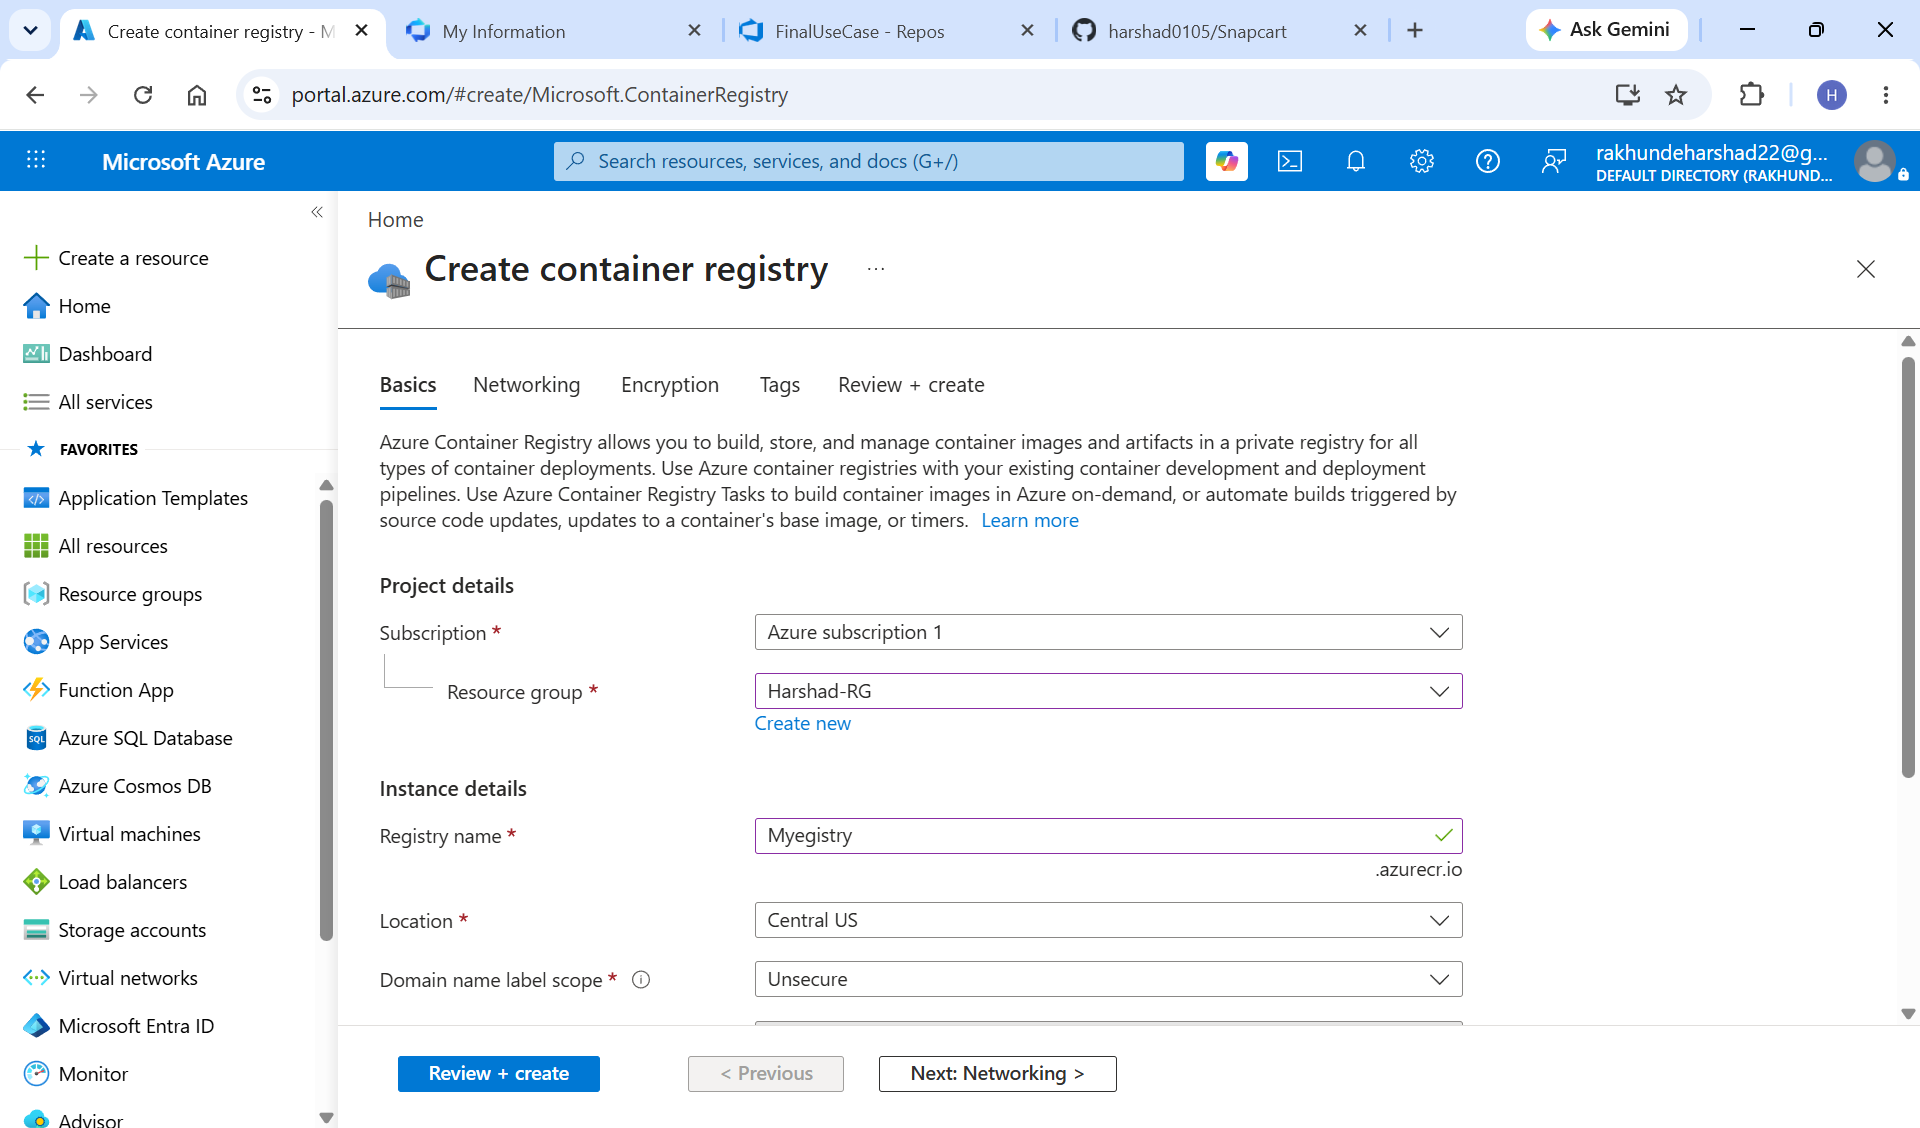 Create container registry - M
My Information
FinalUseCase - Repos
harshad0105/Snapcart
Ask Gemini
portal.azure.com/#create/Microsoft.ContainerRegistry
H
Microsoft Azure
Search resources, services, and docs (G+/)
rakhundeharshad22@g...
DEFAULT DIRECTORY (RAKHUND...
Create a resource
Home
Dashboard
All services
FAVORITES
Application Templates
All resources
Resource groups
App Services
Function App
SQL
Azure SQL Database
Azure Cosmos DB
Virtual machines
Load balancers
Storage accounts
Virtual networks
Microsoft Entra ID
Monitor
Advisor
Home
Create container registry
...
Basics
Networking
Encryption
Tags
Review + create
Azure Container Registry allows you to build, store, and manage container images and artifacts in a private registry for all
types of container deployments. Use Azure container registries with your existing container development and deployment
pipelines. Use Azure Container Registry Tasks to build container images in Azure on-demand, or automate builds triggered by
source code updates, updates to a container's base image, or timers. Learn more
Project details
Subscription *
Azure subscription 1
Resource group *
Harshad-RG
Create new
Instance details
Registry name *
Myegistry
.azurecr.io
Location *
Central US
Domain name label scope *
Unsecure
Review + create
< Previous
Next: Networking >